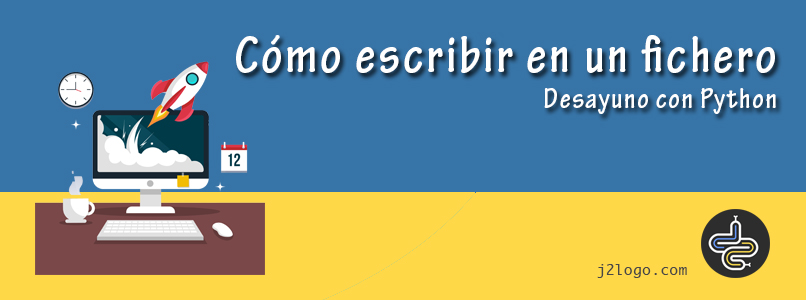 Cómo escribir en un fichero
Desayuno con Python
12
j2logo.com